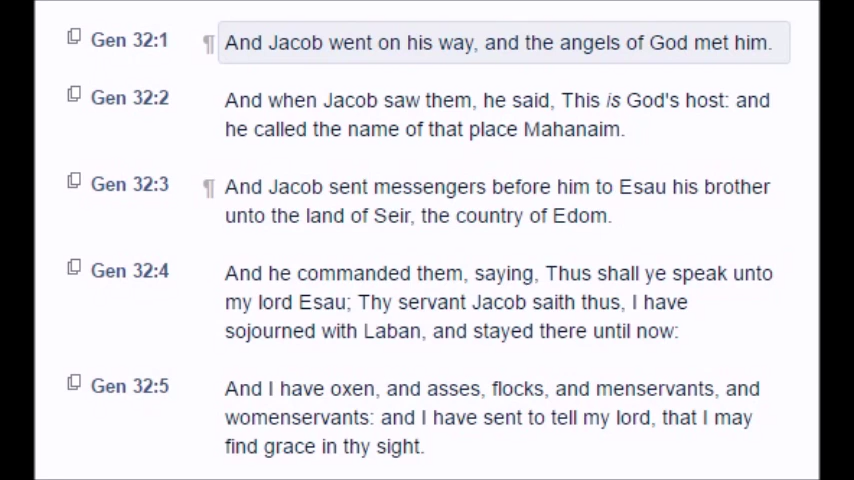 Gen 32:1 ¶ And Jacob went on his way, and the angels of God met him.
Gen 32:2 And when Jacob saw them, he said, This is God's host: and
he called the name of that place Mahanaim.
Gen 32:3 ¶ And Jacob sent messengers before him to Esau his brother
unto the land of Seir, the country of Edom.
Gen 32:4 And he commanded them, saying, Thus shall ye speak unto
my lord Esau; Thy servant Jacob saith thus, I have
sojourned with Laban, and stayed there until now:
Gen 32:5 And I have oxen, and asses, flocks, and menservants, and
womenservants: and I have sent to tell my lord, that I may
find grace in thy sight.